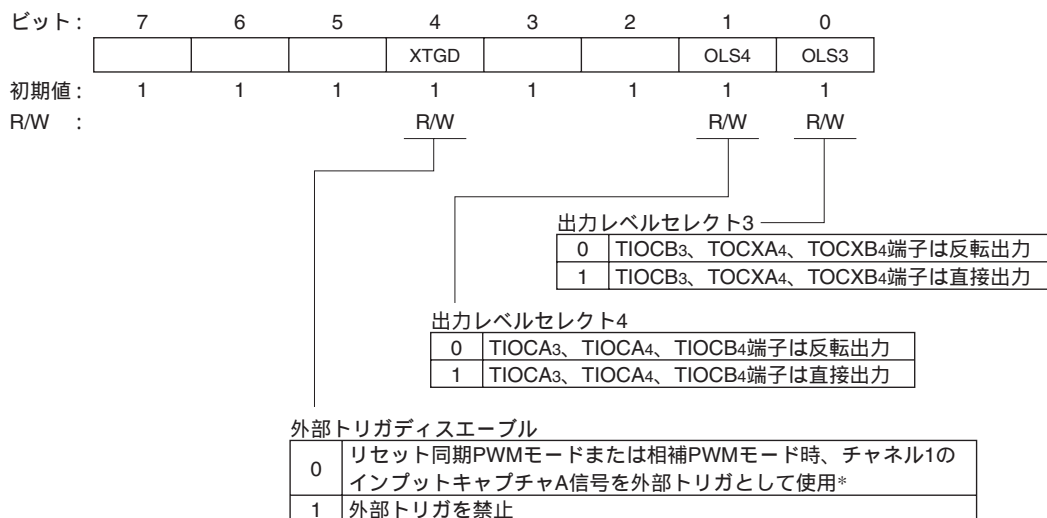 ビット: 7 6 5 4 3 2 1 0
XTGD OLS4 OLS3
初期値: 1 1 1 1 1 1 1 1
R/W : R/W R/W R/W
出力レベルセレクト3
0 TIOCB3、TOCXA4、TOCXB4端子は反転出力
1 TIOCB3、TOCXA4、TOCXB4端子は直接出力
出力レベルセレクト4
0 TIOCA3、TIOCA4、TIOCB4端子は反転出力
1 TIOCA3、TIOCA4、TIOCB4端子は直接出力
外部トリガディスエーブル
0 リセット同期PWMモードまたは相補PWMモード時、チャネル1の
インプットキャプチャA信号を外部トリガとして使用*
1 外部トリガを禁止